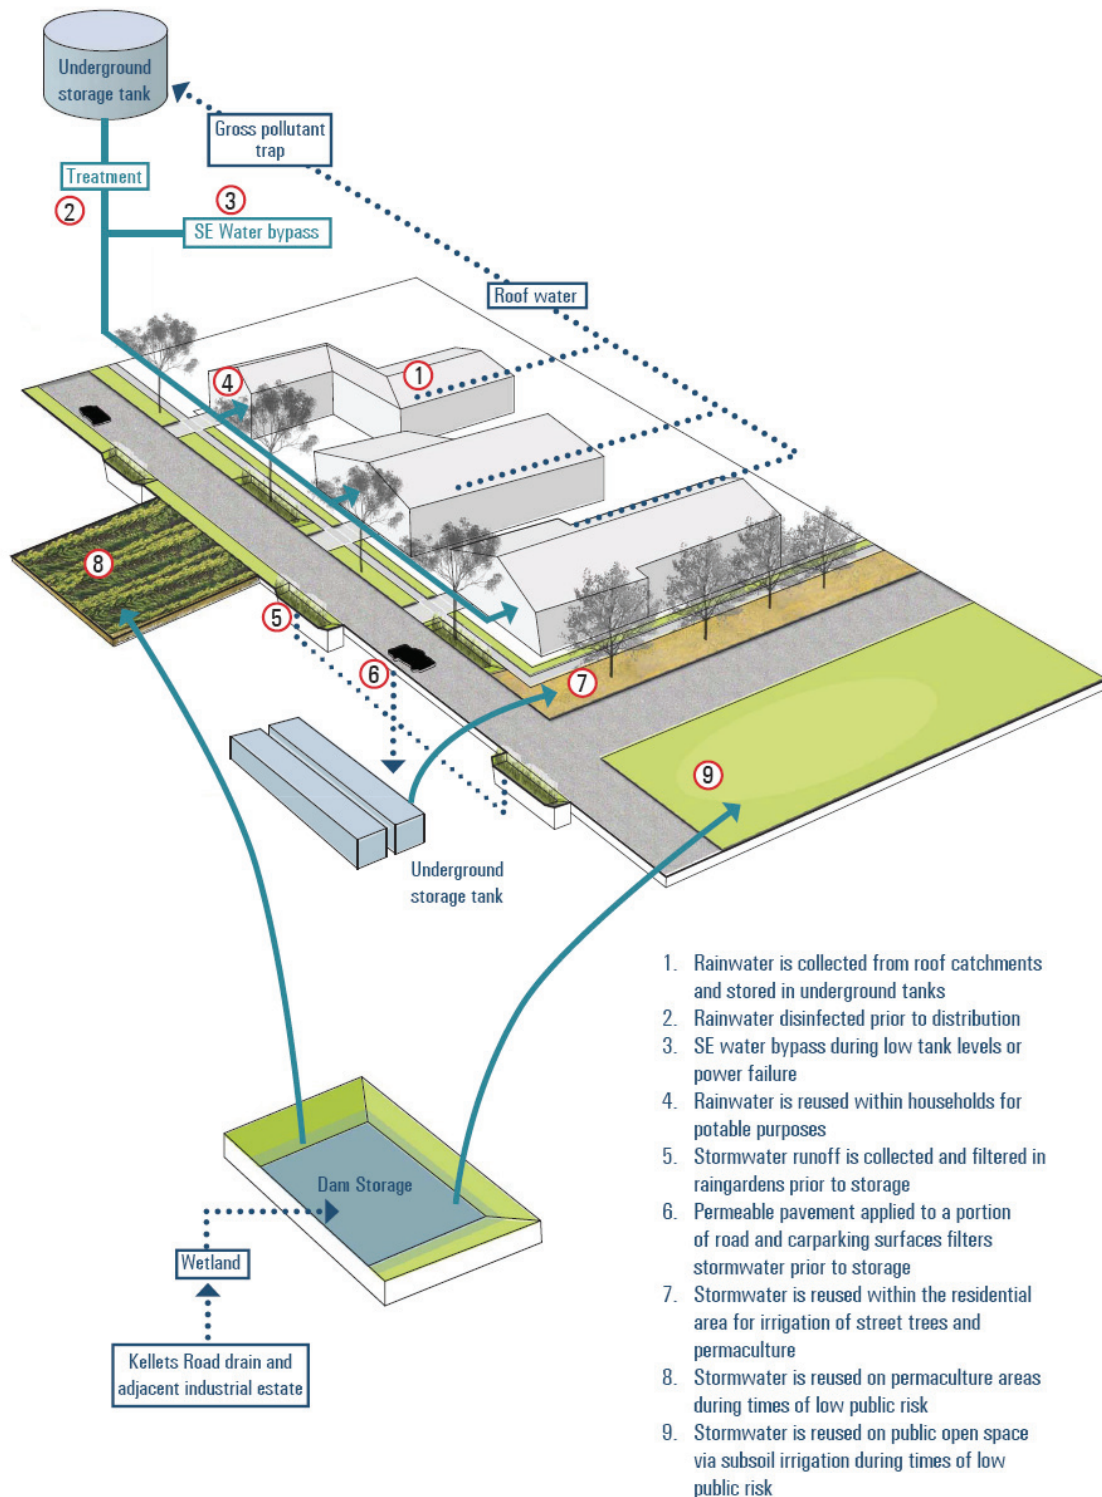 Underground
storage tank
Gross pollutant
trap
Treatment
2
3
SE Water bypass
Roof water
1
4
8
5
6
7
9
Underground
storage tank
Dam Storage
Wetland
Kellets Road drain and
adjacent industrial estate
1. Rainwater is collected from roof catchments
and stored in underground tanks
2. Rainwater disinfected prior to distribution
3. SE water bypass during low tank levels or
power failure
4. Rainwater is reused within households for
potable purposes
5. Stormwater runoff is collected and filtered in
raingardens prior to storage
6. Permeable pavement applied to a portion
of road and carparking surfaces filters
stormwater prior to storage
7. Stormwater is reused within the residential
area for irrigation of street trees and
permaculture
8. Stormwater is reused on permaculture areas
during times of low public risk
9. Stormwater is reused on public open space
via subsoil irrigation during times of low
public risk